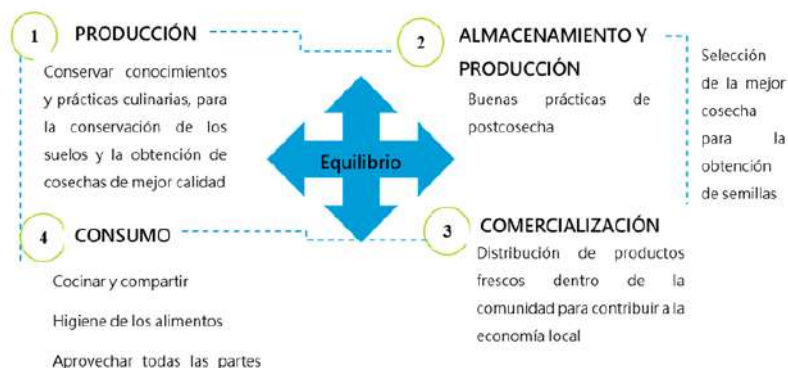 1 PRODUCCIÓN
Conservar conocimientos
y prácticas culinarias, para
la conservación de los
suelos y la obtención de
cosechas de mejor calidad
2 ALMACENAMIENTO Y
PRODUCCIÓN
Buenas prácticas de
postcosecha
Selección
de la mejor
cosecha
para la
obtención
de semillas
Equilibrio
3 COMERCIALIZACIÓN
Distribución de productos
frescos dentro de la
comunidad para contribuir a la
economía local
4 CONSUMO
Cocinar y compartir
Higiene de los alimentos
Aprovechar todas las partes